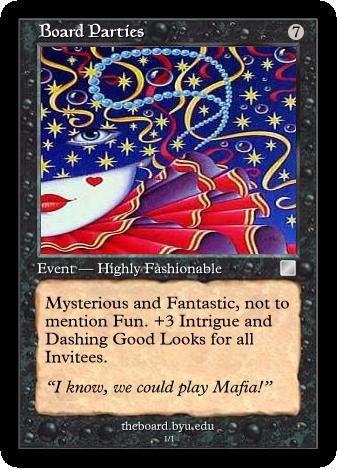 Board Parties
7
Event — Highly Fashionable
Mysterious and Fantastic, not to
mention Fun. +3 Intrigue and
Dashing Good Looks for all
Invitees.
“I know, we could play Mafia!”
theboard.byu.edu
1/1